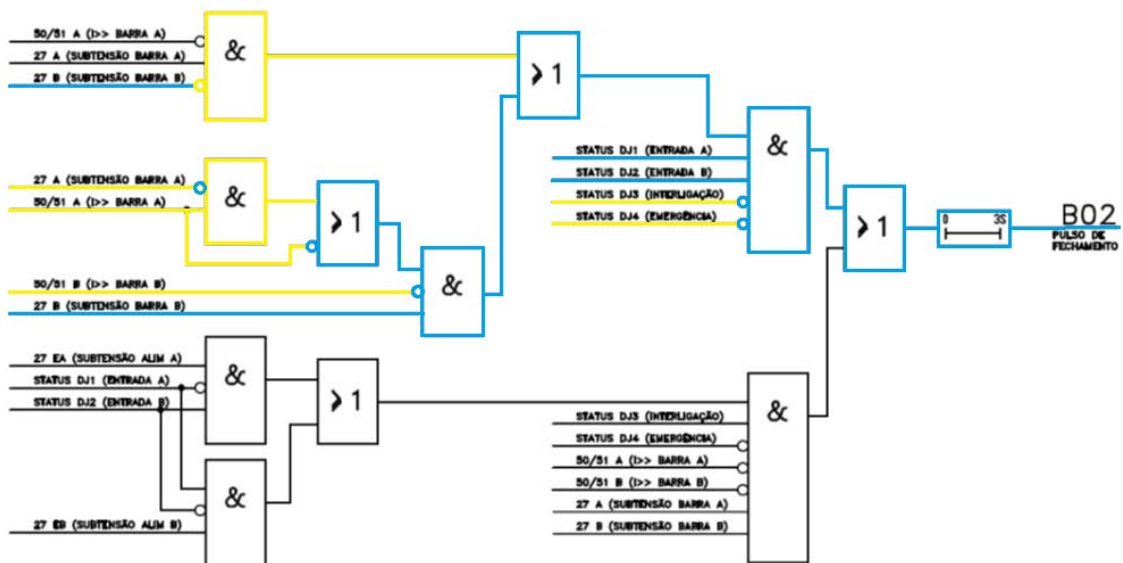 50/51 A (I>> BARRA A)
27 A (SUBTENSÃO BARRA A)
27 B (SUBTENSÃO BARRA B)
&
> 1
27 A (SUBTENSÃO BARRA A)
50/51 A (I>> BARRA A)
&
> 1
50/51 B (I>> BARRA B)
27 B (SUBTENSÃO BARRA B)
&
STATUS DJ1 (ENTRADA A)
STATUS DJ2 (ENTRADA B)
STATUS DJ3 (INTERLIGAÇÃO)
STATUS DJ4 (EMERGÊNCIA)
&
> 1
0 3S
BO2
PULSO DE
FECHAMENTO
27 EA (SUBTENSÃO ALIM A)
STATUS DJ1 (ENTRADA A)
STATUS DJ2 (ENTRADA B)
&
> 1
&
27 EB (SUBTENSÃO ALIM B)
STATUS DJ3 (INTERLIGAÇÃO)
STATUS DJ4 (EMERGÊNCIA)
50/51 A (I>> BARRA A)
50/51 B (I>> BARRA B)
27 A (SUBTENSÃO BARRA A)
27 B (SUBTENSÃO BARRA B)
&